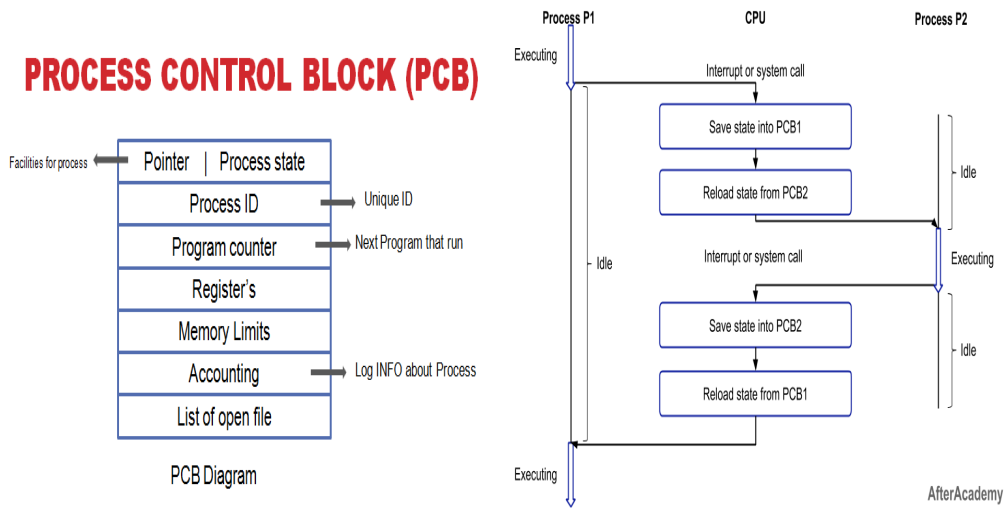 PROCESS CONTROL BLOCK (PCB)
Facilities for process
Pointer | Process state
Process ID
Unique ID
Program counter
Next Program that run
Register's
Memory Limits
Accounting
Log INFO about Process
List of open file
PCB Diagram
Process P1
CPU
Process P2
Executing
Interrupt or system call
Save state into PCB1
Idle
Reload state from PCB2
Interrupt or system call
Executing
Idle
Save state into PCB2
Idle
Reload state from PCB1
Executing
AfterAcademy